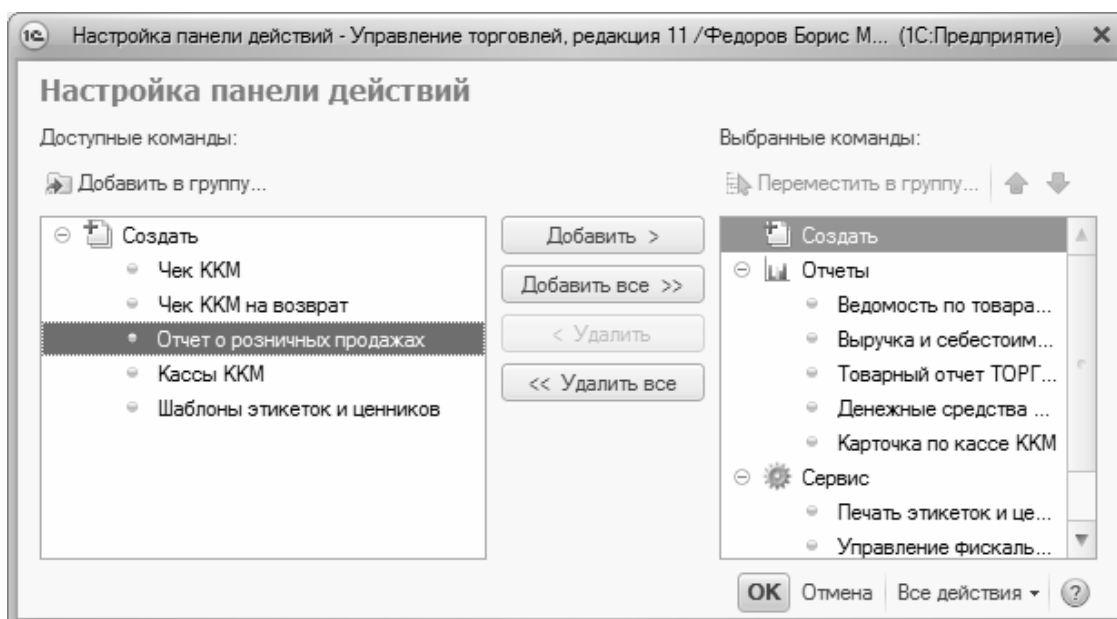 1С Настройка панели действий - Управление торговлей, редакция 11 /Федоров Борис М... (1С:Предприятие)
Настройка панели действий
Доступные команды:
Выбранные команды:
Добавить в группу...
Переместить в группу...
Создать
Чек ККМ
Чек ККМ на возврат
Отчет о розничных продажах
Кассы ККМ
Шаблоны этикеток и ценников
Добавить >
Добавить все >>
< Удалить
<< Удалить все
Создать
Отчеты
Ведомость по товара...
Выручка и себестоим...
Товарный отчет ТОРГ...
Денежные средства ...
Карточка по кассе ККМ
Сервис
Печать этикеток и це...
Управление фискаль...
ОК Отмена Все действия ?